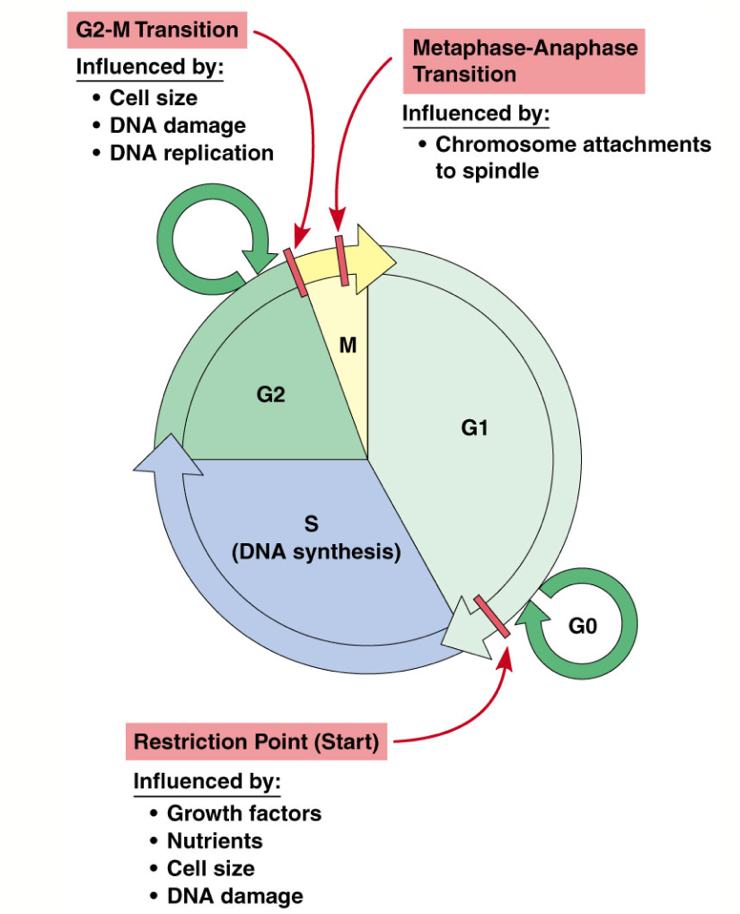 G2-M Transition
Influenced by:
• Cell size
• DNA damage
• DNA replication
Metaphase-Anaphase
Transition
Influenced by:
• Chromosome attachments
to spindle
M
G2
G1
S
(DNA synthesis)
G0
Restriction Point (Start)
Influenced by:
• Growth factors
• Nutrients
• Cell size
• DNA damage